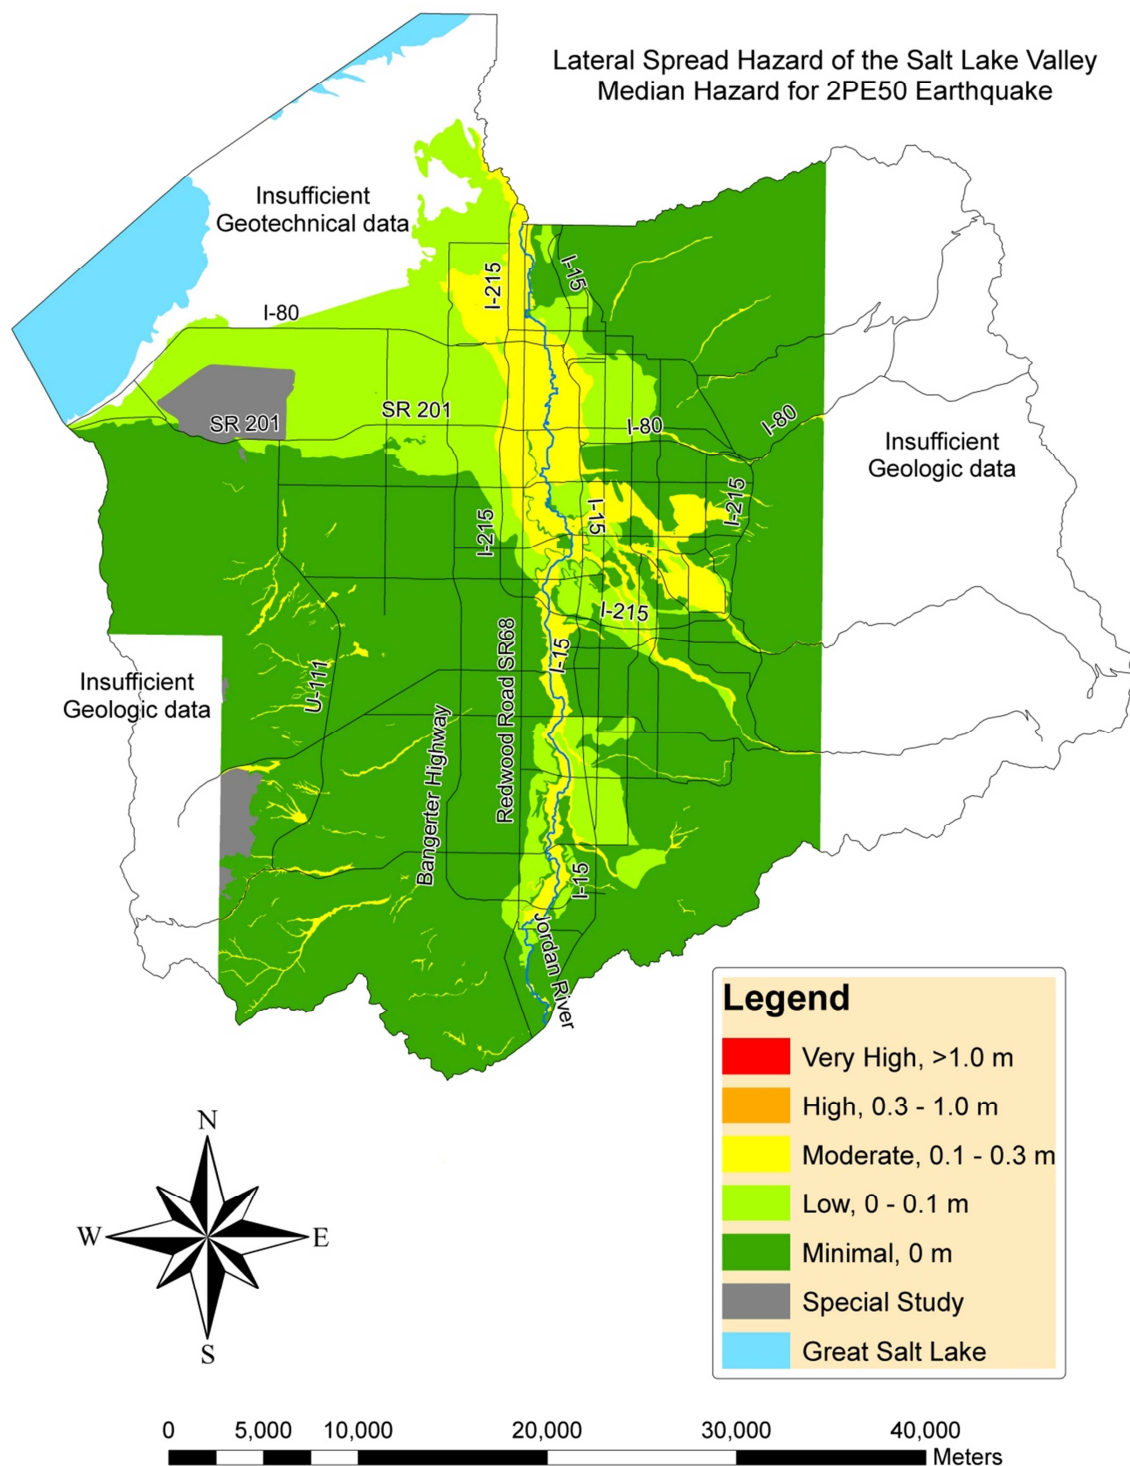 Lateral Spread Hazard of the Salt Lake Valley
Median Hazard for 2PE50 Earthquake
Insufficient
Geotechnical data
I-215
I-15
I-80
SR 201
SR 201
I-80
I-80
Insufficient
Geologic data
I-215
I-15
I-215
I-215
Redwood Road SR68
I-15
Insufficient
Geologic data
U-111
Bangerter Highway
I-15
Jordan River
Legend
Very High, >1.0 m
High, 0.3 - 1.0 m
Moderate, 0.1 - 0.3 m
Low, 0 - 0.1 m
Minimal, 0 m
Special Study
Great Salt Lake
N
W E
S
0 5,000 10,000 20,000 30,000 40,000
Meters